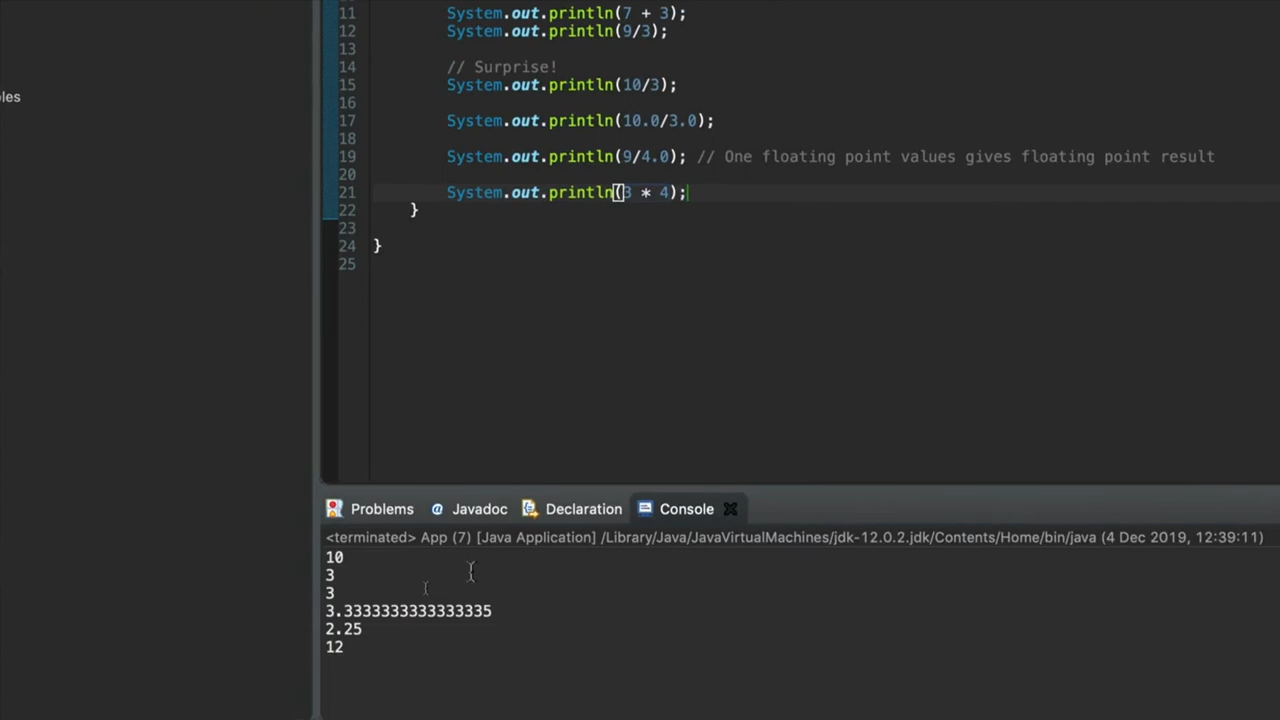 les
11 System.out.println(7 + 3);
12 System.out.println(9/3);
13
14 // Surprise!
15 System.out.println(10/3);
16
17 System.out.println(10.0/3.0);
18
19 System.out.println(9/4.0); // One floating point values gives floating point result
20
21 System.out.println(3 * 4);
22 }
23
24 }
25
Problems @ Javadoc Declaration Console
<terminated> App (7) [Java Application] /Library/Java/JavaVirtualMachines/jdk-12.0.2.jdk/Contents/Home/bin/java (4 Dec 2019, 12:39:11)
10
3
3
3.3333333333333335
2.25
12